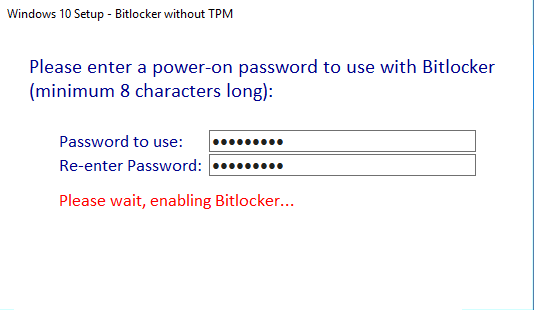 Windows 10 Setup - Bitlocker without TPM
Please enter a power-on password to use with Bitlocker
(minimum 8 characters long):
Password to use: •••••••••
Re-enter Password: •••••••••
Please wait, enabling Bitlocker...